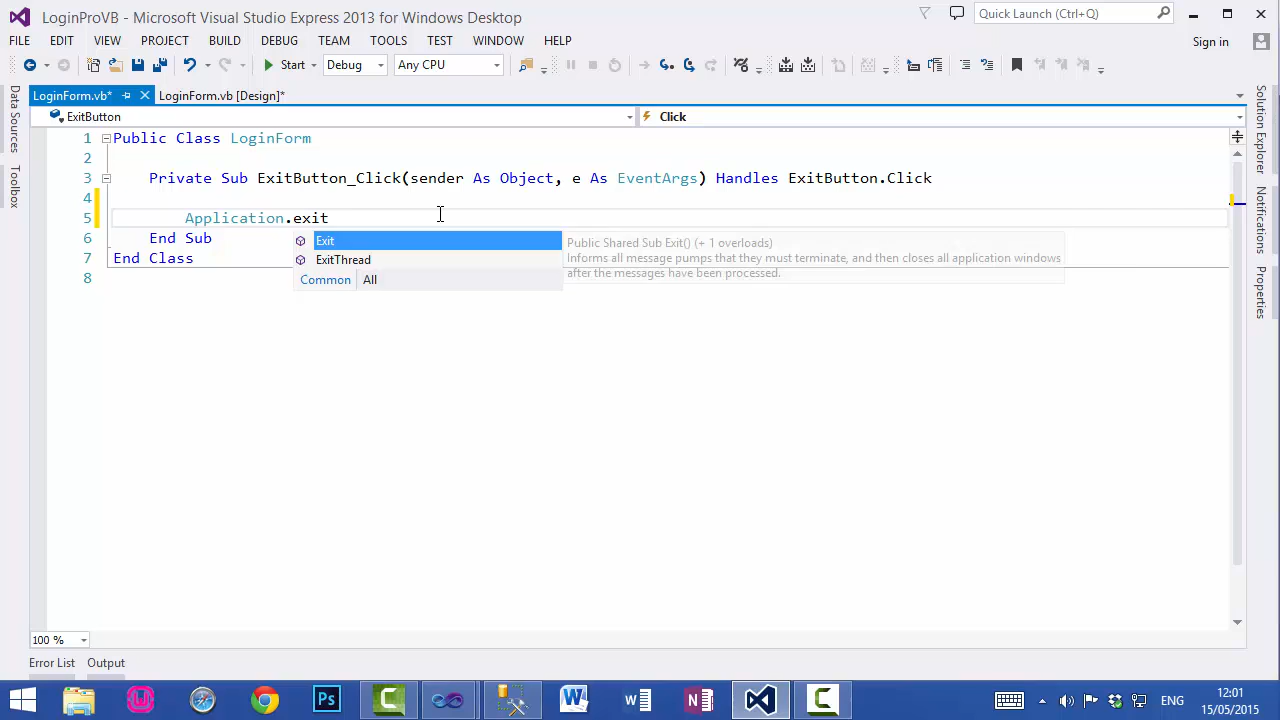 LoginProVB - Microsoft Visual Studio Express 2013 for Windows Desktop
Quick Launch (Ctrl+Q)
FILE EDIT VIEW PROJECT BUILD DEBUG TEAM TOOLS TEST WINDOW HELP
Sign in
Start Debug Any CPU
LoginForm.vb* LoginForm.vb [Design]*
ExitButton Click
1 Public Class LoginForm
2
3 Private Sub ExitButton_Click(sender As Object, e As EventArgs) Handles ExitButton.Click
4
5 Application.exit
6 End Sub
7 End Class
8
Exit
ExitThread
Common All
Public Shared Sub Exit() (+ 1 overloads)
Informs all message pumps that they must terminate, and then closes all application windows
after the messages have been processed.
Data Sources
Toolbox
Solution Explorer
Notifications
Properties
100 %
Error List Output
Ps
ENG
12:01
15/05/2015